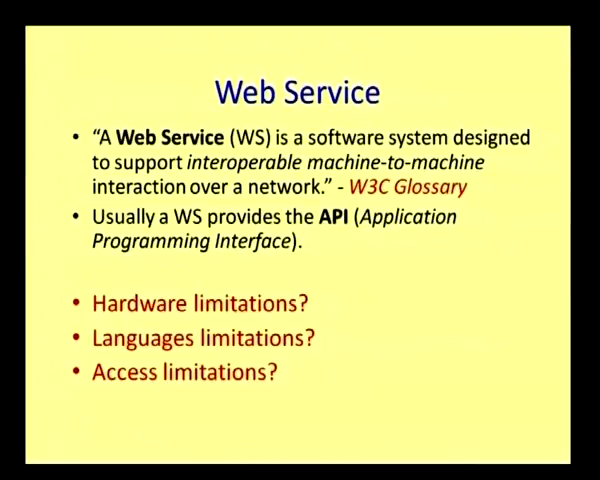 Web Service
• “A Web Service (WS) is a software system designed
to support interoperable machine-to-machine
interaction over a network.” - W3C Glossary
• Usually a WS provides the API (Application
Programming Interface).
• Hardware limitations?
• Languages limitations?
• Access limitations?